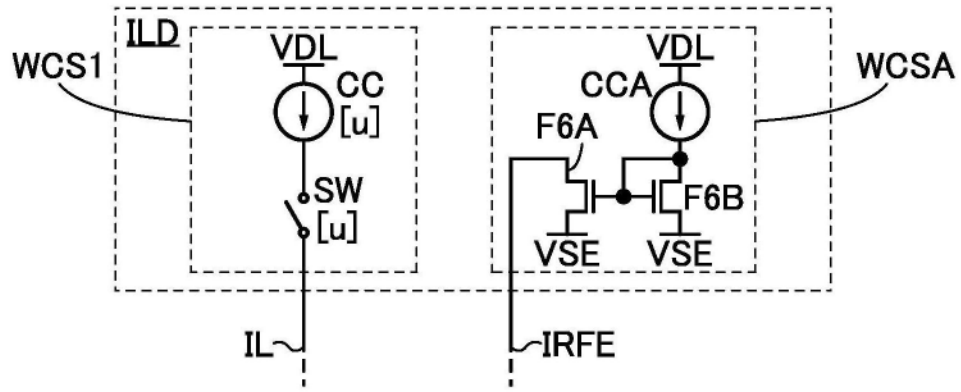 ILD
WCS1
VDL
CC
[u]
SW
[u]
IL
WCSA
VDL
CCA
F6A
F6B
VSE
VSE
IRFE